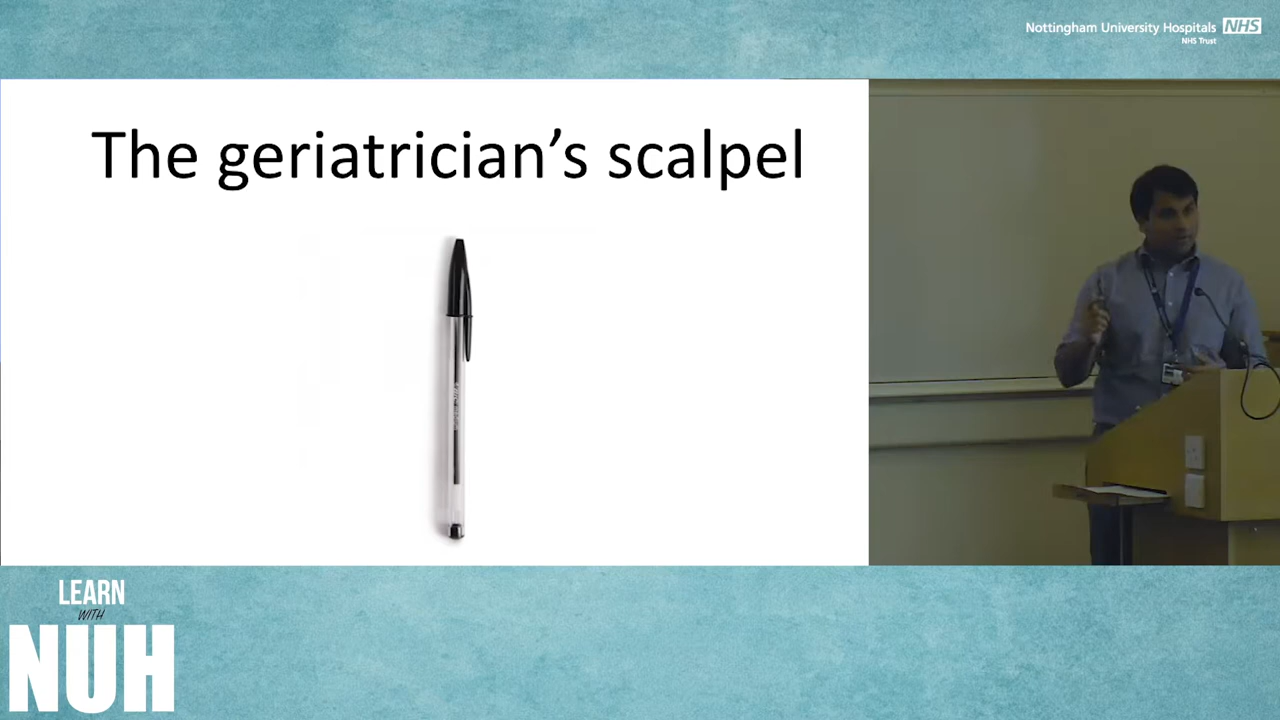 Nottingham University Hospitals NHS
NHS Trust
The geriatrician's scalpel
LEARN
WITH
NUH